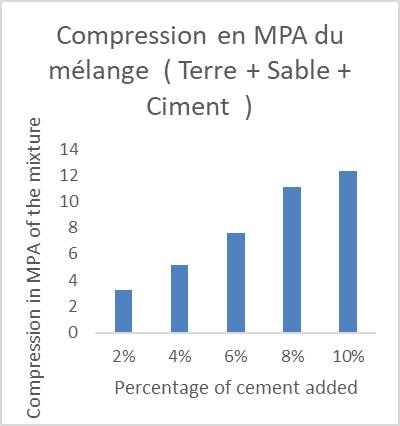 Compression en MPA du
mélange ( Terre + Sable +
Ciment )
Compression in MPA of the mixture
14
12
10
8
6
4
2
0
2% 4% 6% 8% 10%
Percentage of cement added